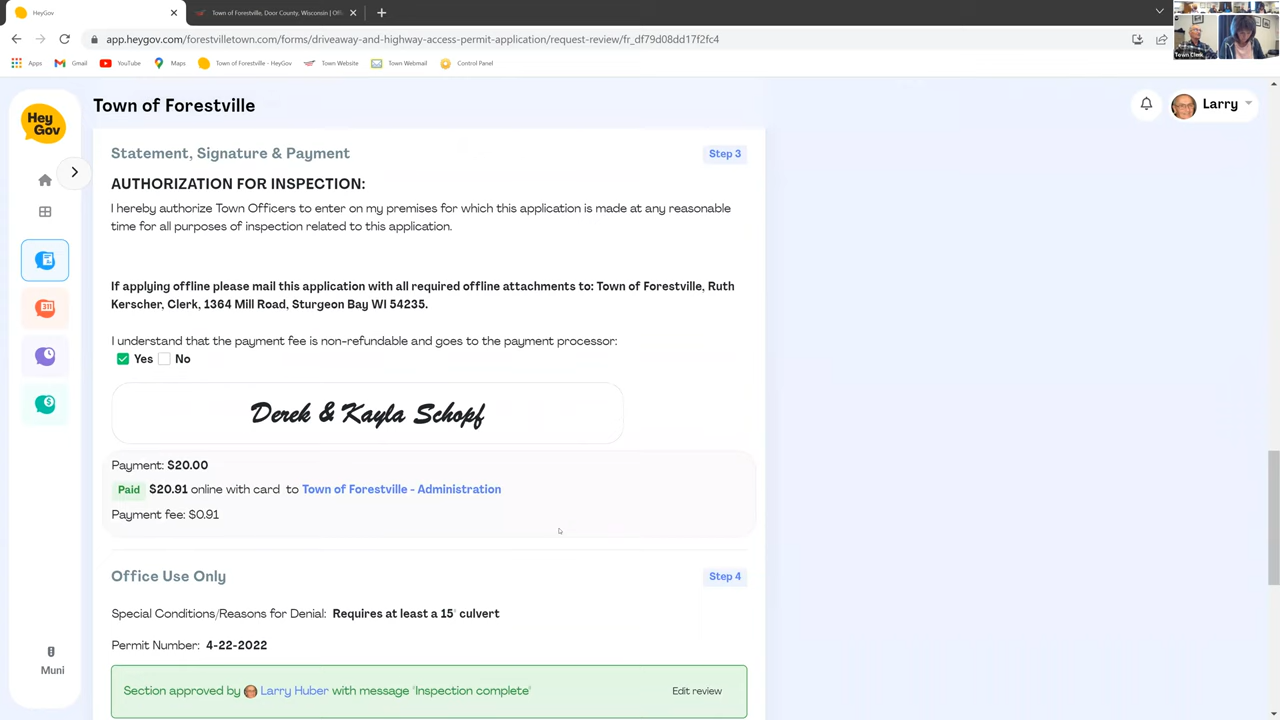 HeyGov
Town of Forestville, Door County, Wisconsin | Offi
app.heygov.com/forestvilletown.com/forms/driveaway-and-highway-access-permit-application/request-review/fr_df79d08dd17f2fc4
Apps Gmail YouTube Maps Town of Forestville - HeyGov Town Website Town Webmail Control Panel
Town Clerk
Hey
Gov
Town of Forestville
Larry
Statement, Signature & Payment
Step 3
AUTHORIZATION FOR INSPECTION:
I hereby authorize Town Officers to enter on my premises for which this application is made at any reasonable
time for all purposes of inspection related to this application.
If applying offline please mail this application with all required offline attachments to: Town of Forestville, Ruth
Kerscher, Clerk, 1364 Mill Road, Sturgeon Bay WI 54235.
I understand that the payment fee is non-refundable and goes to the payment processor:
Yes No
Derek & Kayla Schopf
Payment: $20.00
Paid $20.91 online with card to Town of Forestville - Administration
Payment fee: $0.91
Office Use Only
Step 4
Special Conditions/Reasons for Denial: Requires at least a 15" culvert
Permit Number: 4-22-2022
Section approved by Larry Huber with message "Inspection complete"
Edit review
311
Muni